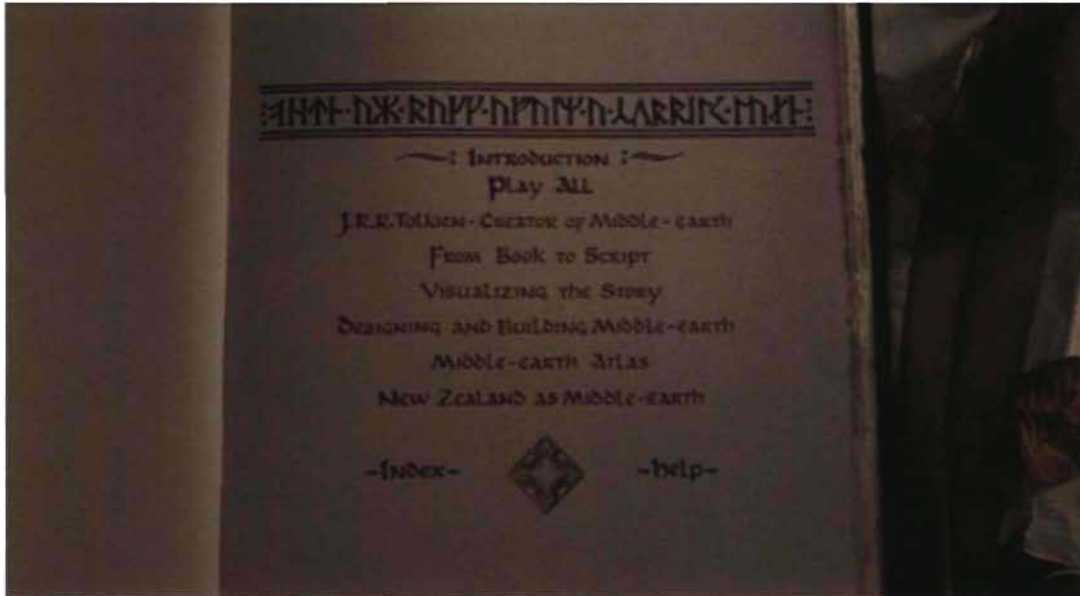 : Introduction :
Play All
J.R.R. Tolkien - Creator of Middle-earth
From Book to Script
Visualizing the Story
Designing and Building Middle-earth
Middle-earth Atlas
New Zealand as Middle-earth
-Index- -Help-